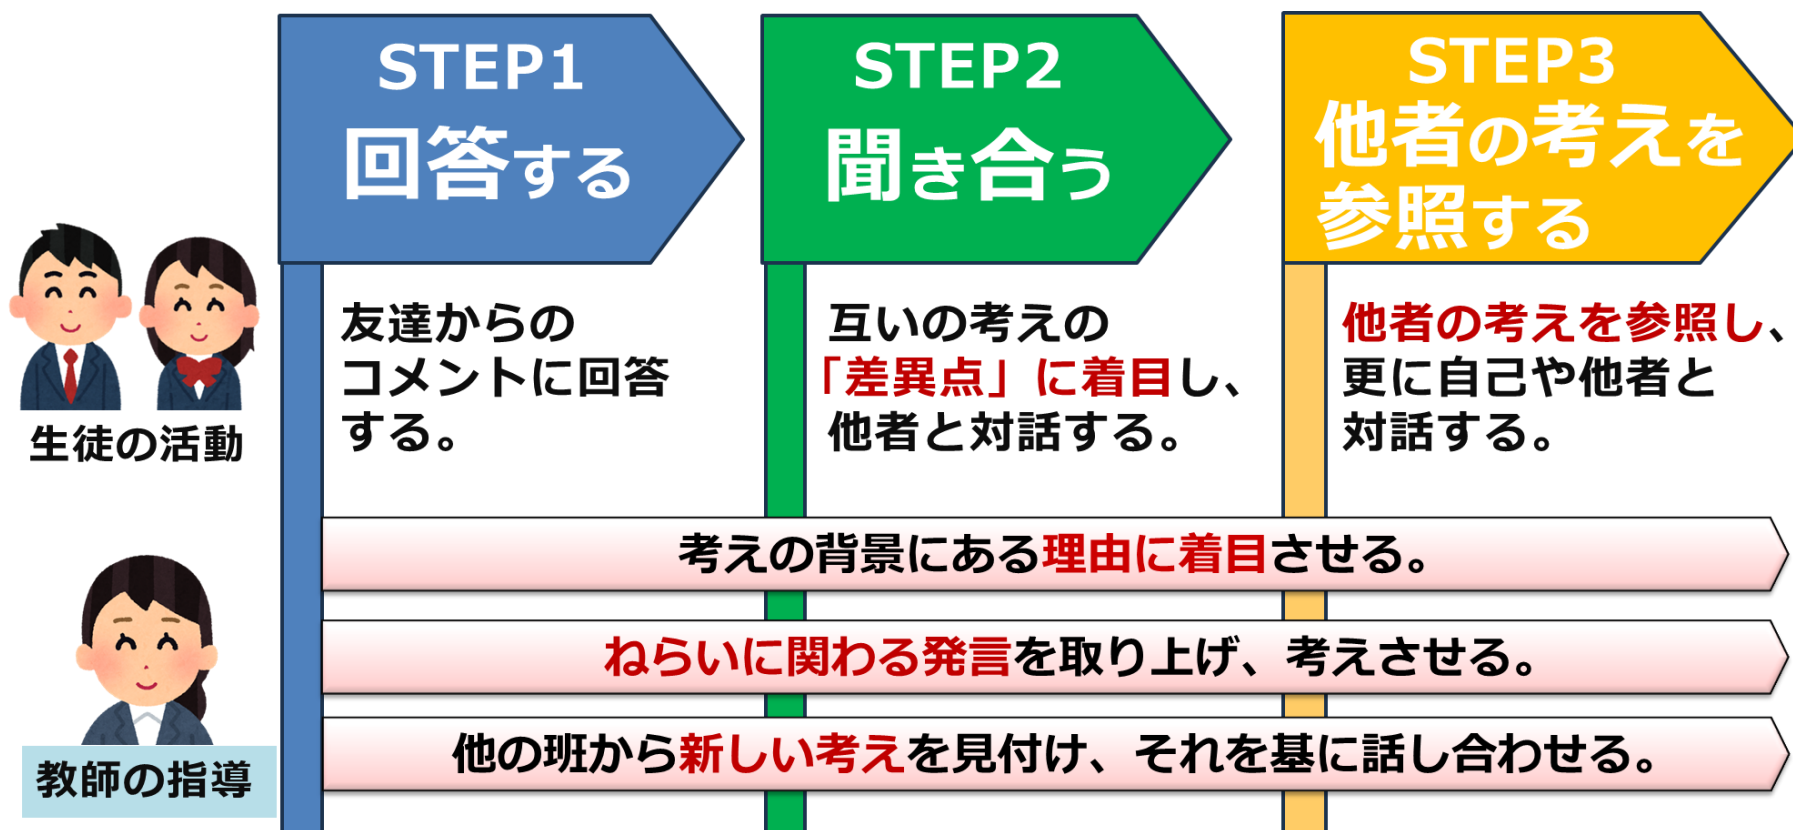 STEP1
回答する
STEP2
聞き合う
STEP3
他者の考えを
参照する
生徒の活動
友達からの
コメントに回答
する。
互いの考えの
「差異点」に着目し、
他者と対話する。
他者の考えを参照し、
更に自己や他者と
対話する。
教師の指導
考えの背景にある理由に着目させる。
ねらいに関わる発言を取り上げ、考えさせる。
他の班から新しい考えを見付け、それを基に話し合わせる。